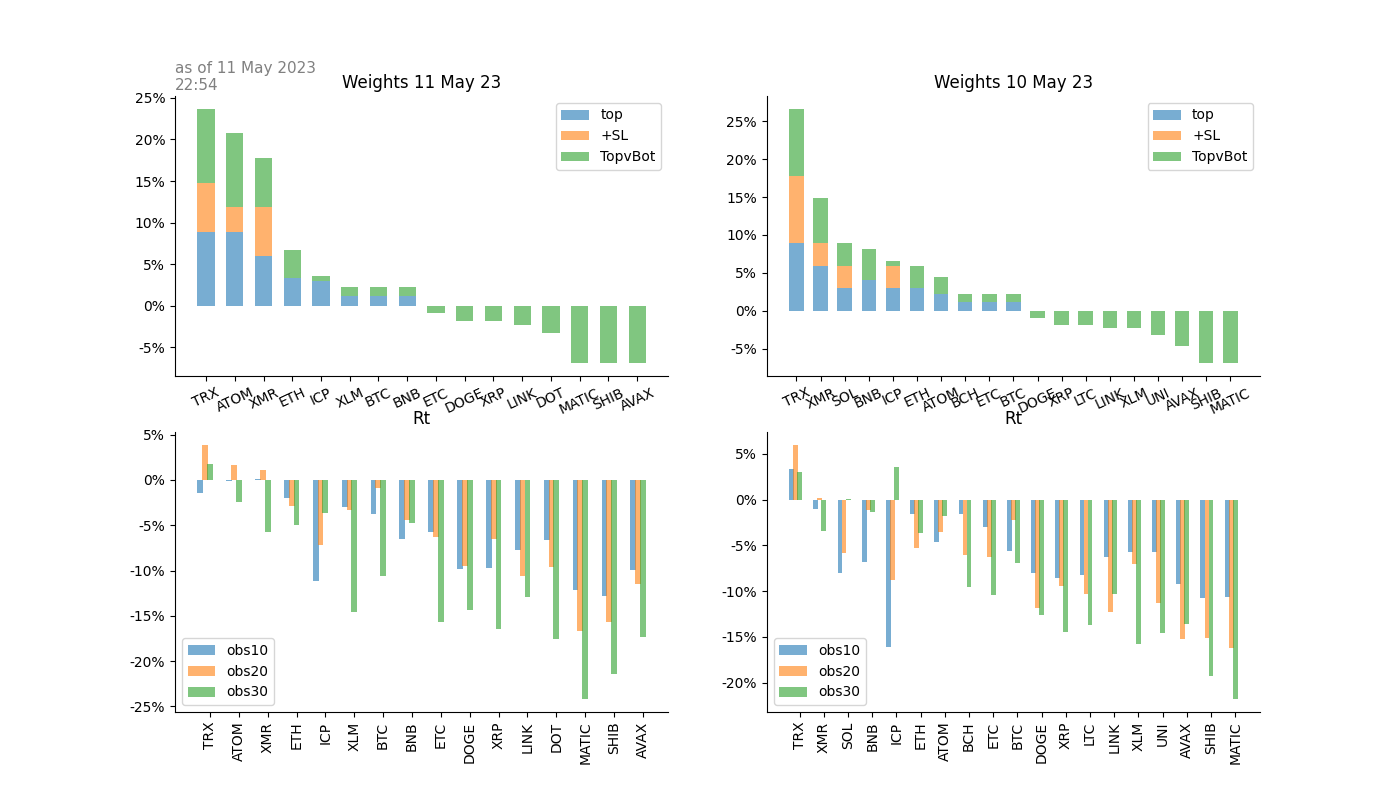 as of 11 May 2023
22:54
Weights 11 May 23
25%
20%
15%
10%
5%
0%
-5%
top
+SL
TopvBot
TRX ATOM XMR ETH ICP XLM BTC BNB ETC DOGE XRP LINK DOT MATIC SHIB AVAX
Weights 10 May 23
25%
20%
15%
10%
5%
0%
-5%
top
+SL
TopvBot
TRX XMR SOL BNB ICP ETH ATOM BCH ETC BTC DOGE XRP LTC LINK XLM UNI AVAX SHIB MATIC
Rt
5%
0%
-5%
-10%
-15%
-20%
-25%
obs10
obs20
obs30
TRX ATOM XMR ETH ICP XLM BTC BNB ETC DOGE XRP LINK DOT MATIC SHIB AVAX
Rt
5%
0%
-5%
-10%
-15%
-20%
obs10
obs20
obs30
TRX XMR SOL BNB ICP ETH ATOM BCH ETC BTC DOGE XRP LTC LINK XLM UNI AVAX SHIB MATIC